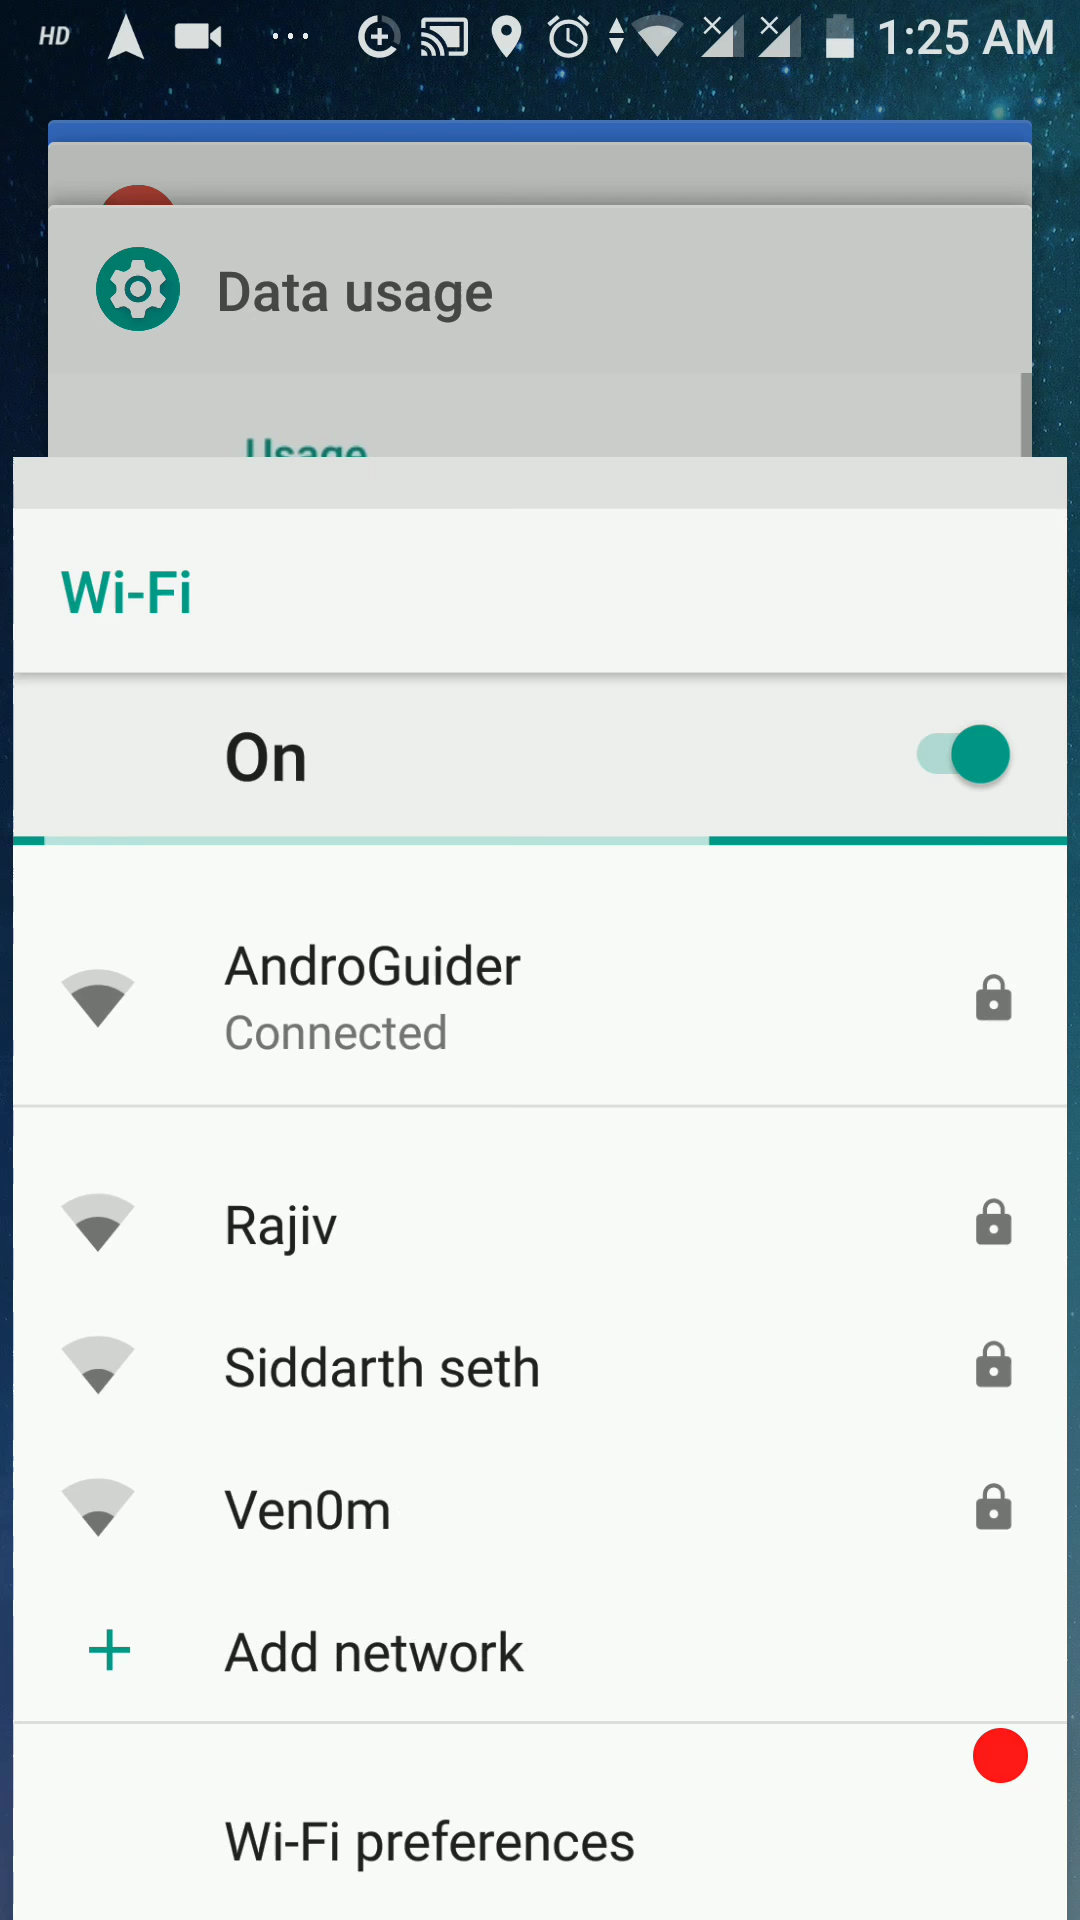 HD 1:25 AM
Data usage
Usage
Wi-Fi
On
AndroGuider
Connected
Rajiv
Siddarth seth
Ven0m
Add network
Wi-Fi preferences